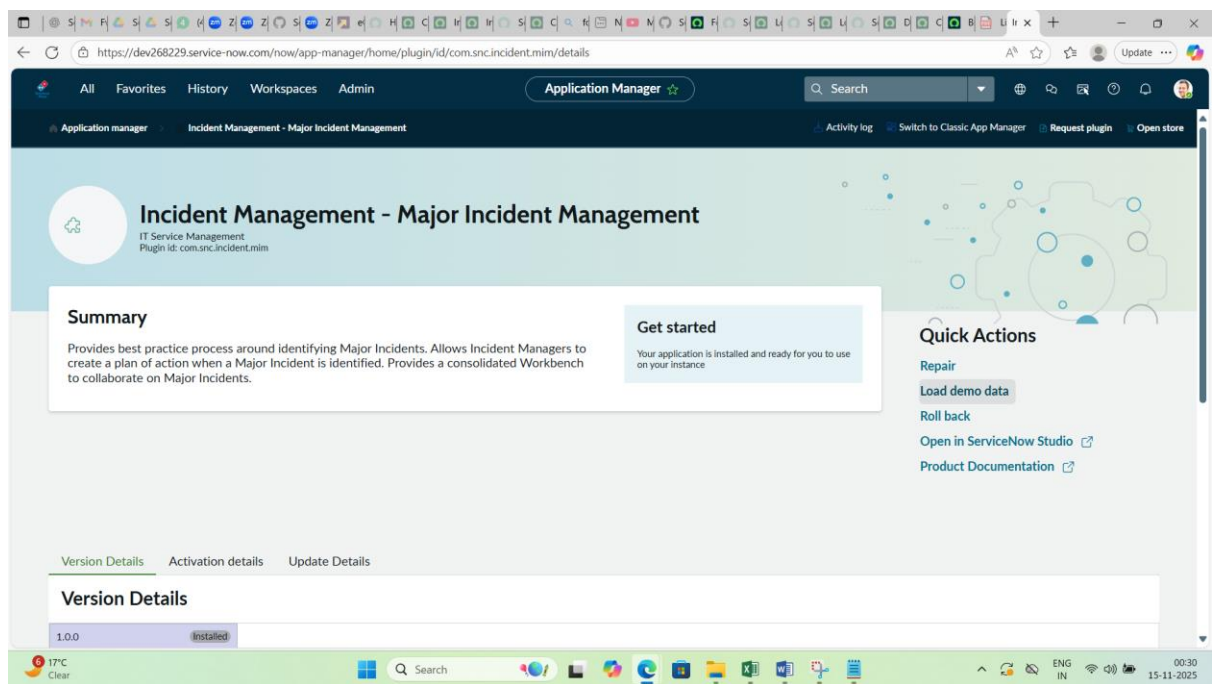 https://dev268229.service-now.com/now/app-manager/home/plugin/id/com.snc.incident.mim/details
Update
All Favorites History Workspaces Admin
Application Manager
Search
Application manager
Incident Management - Major Incident Management
Activity log
Switch to Classic App Manager
Request plugin
Open store
Incident Management - Major Incident Management
IT Service Management
Plugin id: com.snc.incident.mim
Summary
Provides best practice process around identifying Major Incidents. Allows Incident Managers to
create a plan of action when a Major Incident is identified. Provides a consolidated Workbench
to collaborate on Major Incidents.
Get started
Your application is installed and ready for you to use
on your instance
Quick Actions
Repair
Load demo data
Roll back
Open in ServiceNow Studio
Product Documentation
Version Details Activation details Update Details
Version Details
1.0.0 Installed
6
17°C
Clear
Search
ENG
IN
00:30
15-11-2025